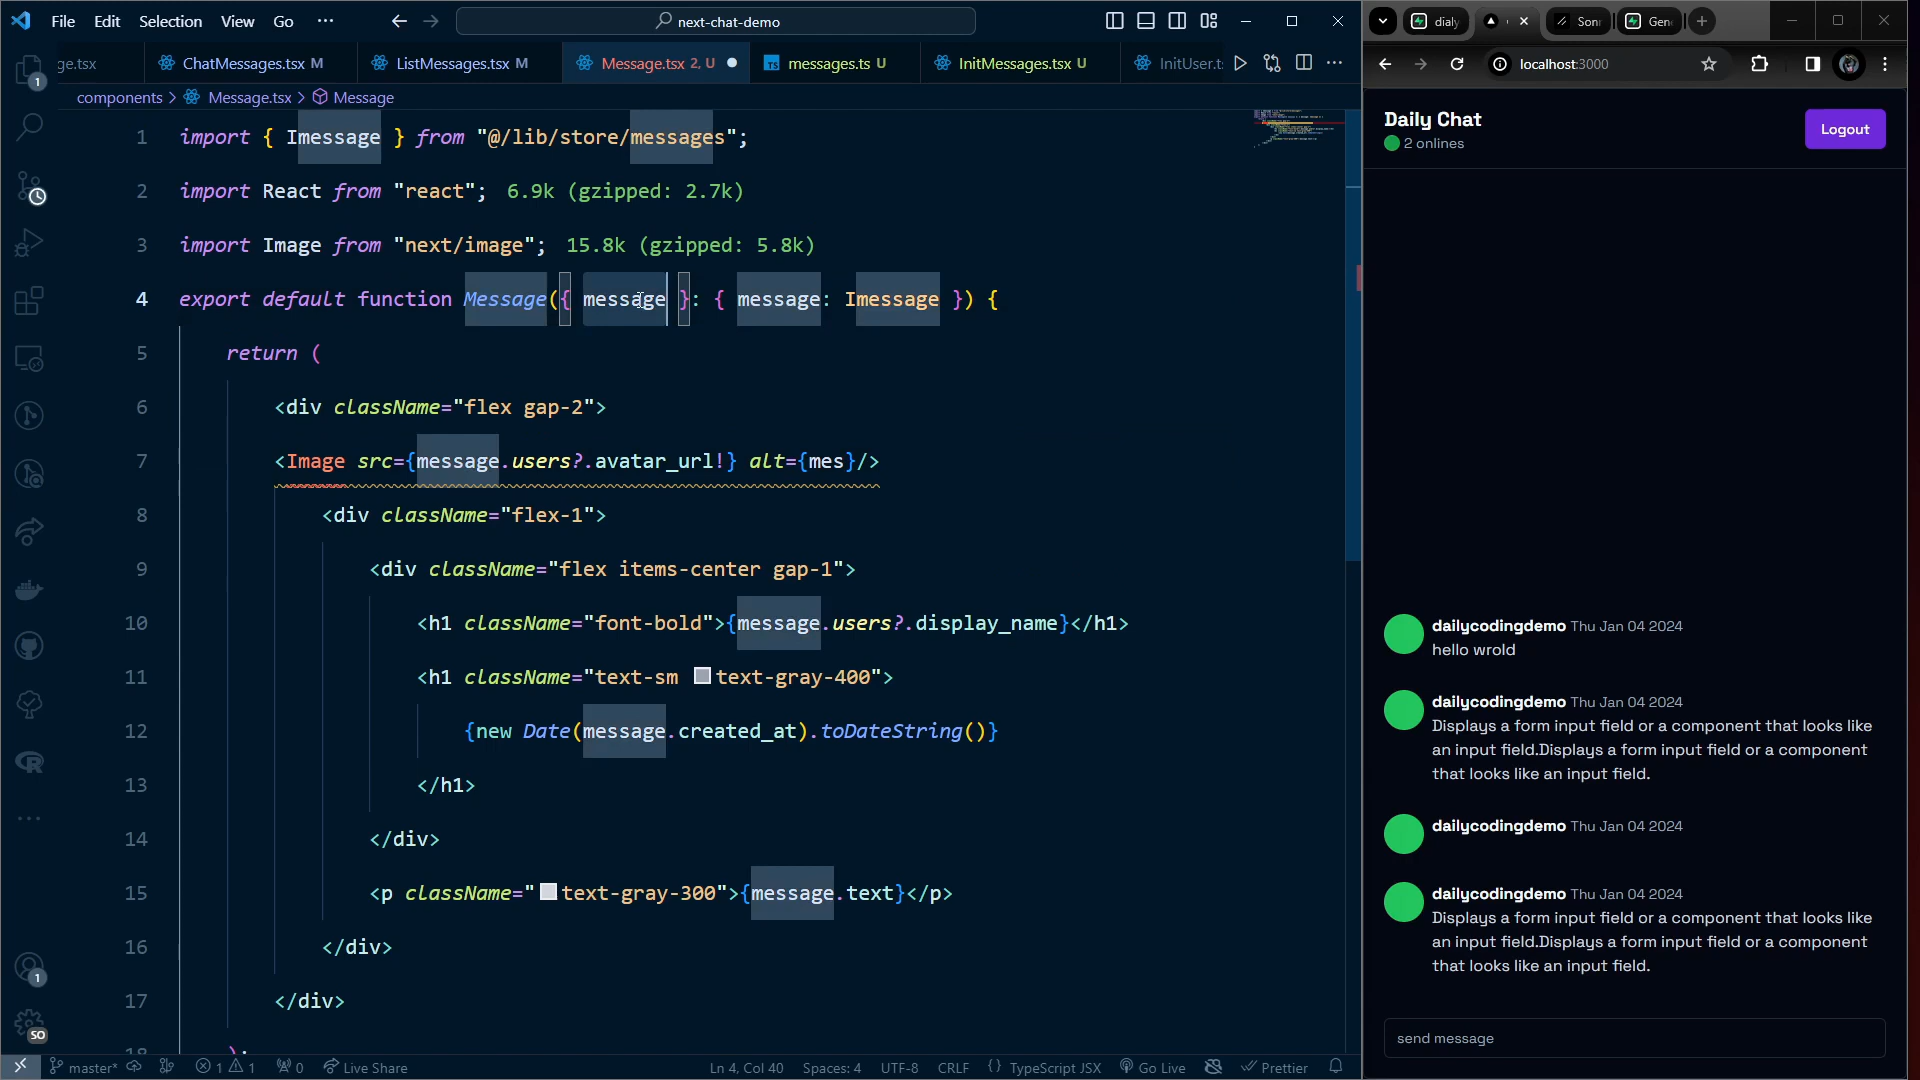 File Edit Selection View Go ··· next-chat-demo
ge.tsx ChatMessages.tsx M ListMessages.tsx M Message.tsx 2, U messages.ts U InitMessages.tsx U InitUser.t
components > Message.tsx > Message
1 import { Imessage } from "@/lib/store/messages";
2 import React from "react"; 6.9k (gzipped: 2.7k)
3 import Image from "next/image"; 15.8k (gzipped: 5.8k)
4 export default function Message({ message }: { message: Imessage }) {
5 return (
6 <div className="flex gap-2">
7 <Image src={message.users?.avatar_url!} alt={mes}/>
8 <div className="flex-1">
9 <div className="flex items-center gap-1">
10 <h1 className="font-bold">{message.users?.display_name}</h1>
11 <h1 className="text-sm text-gray-400">
12 {new Date(message.created_at).toDateString()}
13 </h1>
14 </div>
15 <p className="text-gray-300">{message.text}</p>
16 </div>
17 </div>
18 );
1
1
SO
master* 1 1 0 Live Share Ln 4, Col 40 Spaces: 4 UTF-8 CRLF {} TypeScript JSX Go Live Prettier
dialy Sonr Gene
localhost:3000
Daily Chat
2 onlines
Logout
dailycodingdemo Thu Jan 04 2024
hello wrold
dailycodingdemo Thu Jan 04 2024
Displays a form input field or a component that looks like
an input field.Displays a form input field or a component
that looks like an input field.
dailycodingdemo Thu Jan 04 2024
dailycodingdemo Thu Jan 04 2024
Displays a form input field or a component that looks like
an input field.Displays a form input field or a component
that looks like an input field.
send message